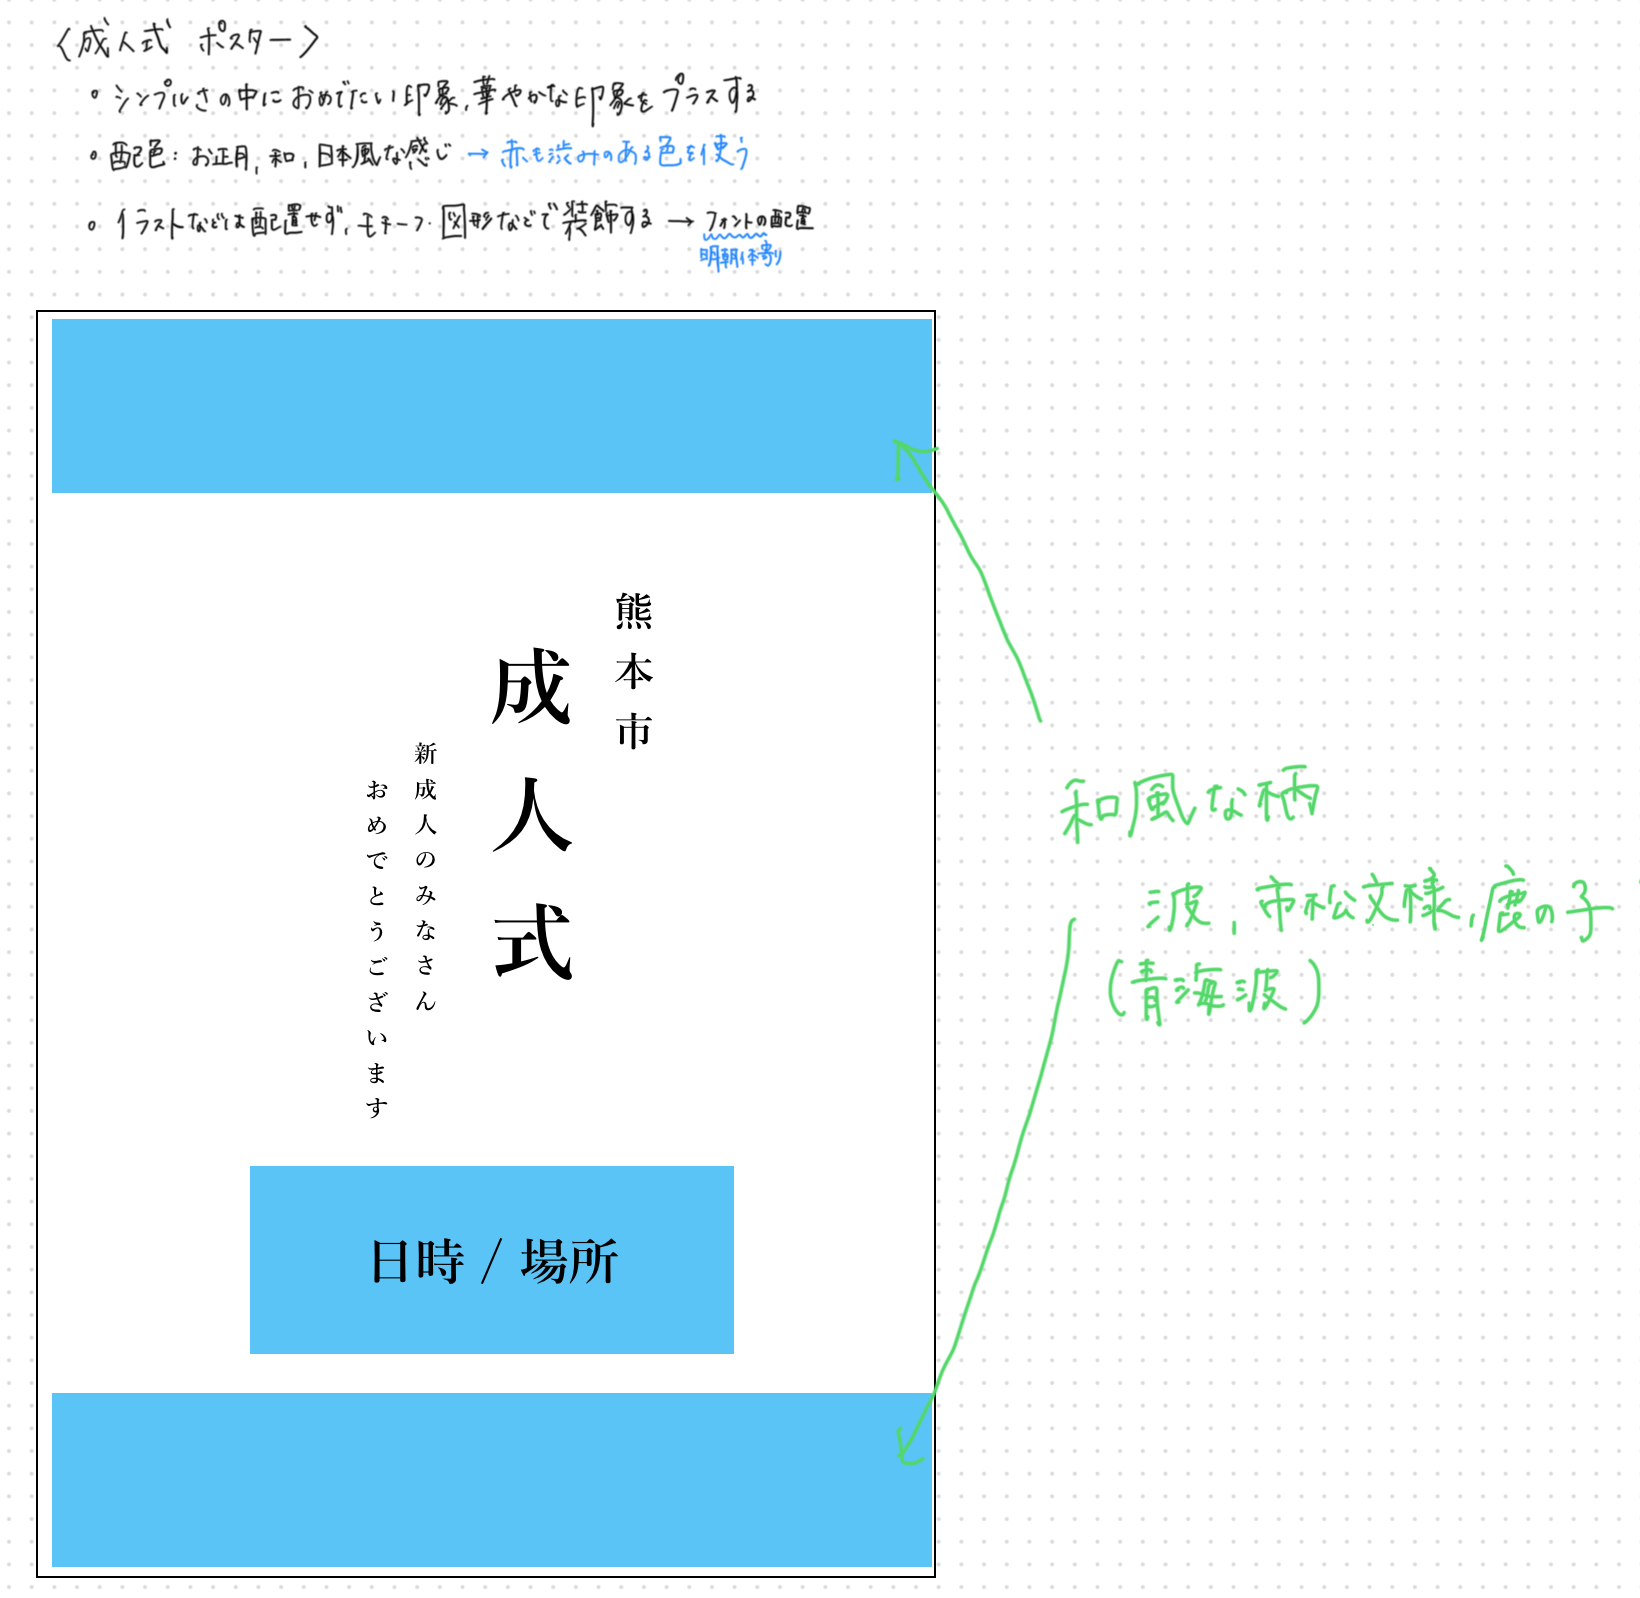 〈成人式 ポスター〉
。シンプルさの中におめでたい印象,華やかな印象をプラスする
。配色：お正月,和,日本風な感じ → 赤も渋みのある色を使う
。イラストなどは配置せず,モチーフ・図形などで装飾する → フォントの配置
明朝体寄り
熊本市
成人式
新成人のみなさん
おめでとうございます
日時 / 場所
和風な柄
波,市松文様,鹿の子
(青海波)